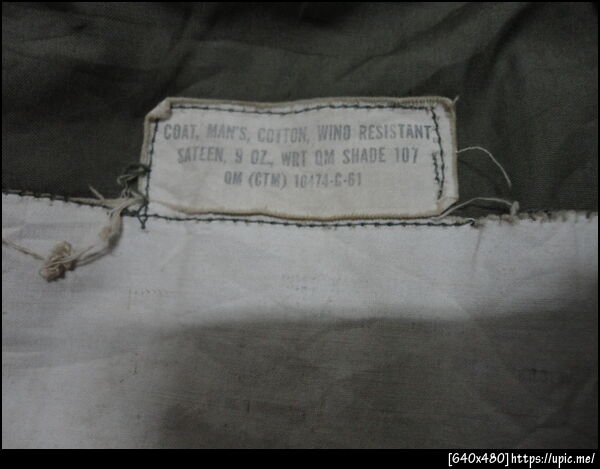 COAT, MAN'S, COTTON, WIND RESISTANT
SATEEN, 9 OZ., WRT QM SHADE 107
QM (CTM) 10474-C-61
[640x480]https://upic.me/